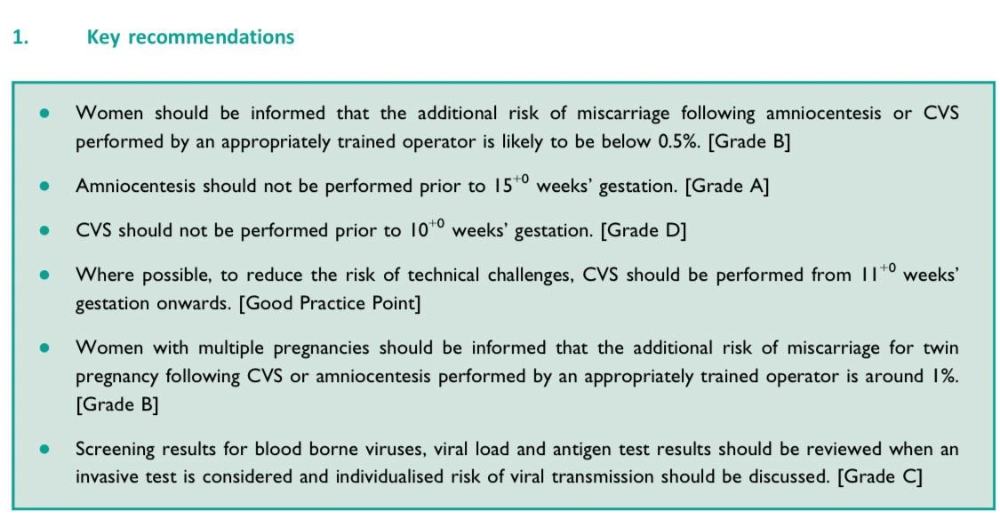 1. Key recommendations
● Women should be informed that the additional risk of miscarriage following amniocentesis or CVS
performed by an appropriately trained operator is likely to be below 0.5%. [Grade B]
● Amniocentesis should not be performed prior to 15⁺⁰ weeks’ gestation. [Grade A]
● CVS should not be performed prior to 10⁺⁰ weeks’ gestation. [Grade D]
● Where possible, to reduce the risk of technical challenges, CVS should be performed from 11⁺⁰ weeks’
gestation onwards. [Good Practice Point]
● Women with multiple pregnancies should be informed that the additional risk of miscarriage for twin
pregnancy following CVS or amniocentesis performed by an appropriately trained operator is around 1%.
[Grade B]
● Screening results for blood borne viruses, viral load and antigen test results should be reviewed when an
invasive test is considered and individualised risk of viral transmission should be discussed. [Grade C]